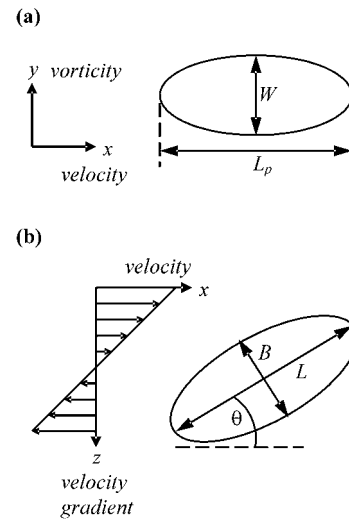 (a)
y vorticity
W
x
velocity
L_p
(b)
velocity
x
B
L
θ
z
velocity
gradient